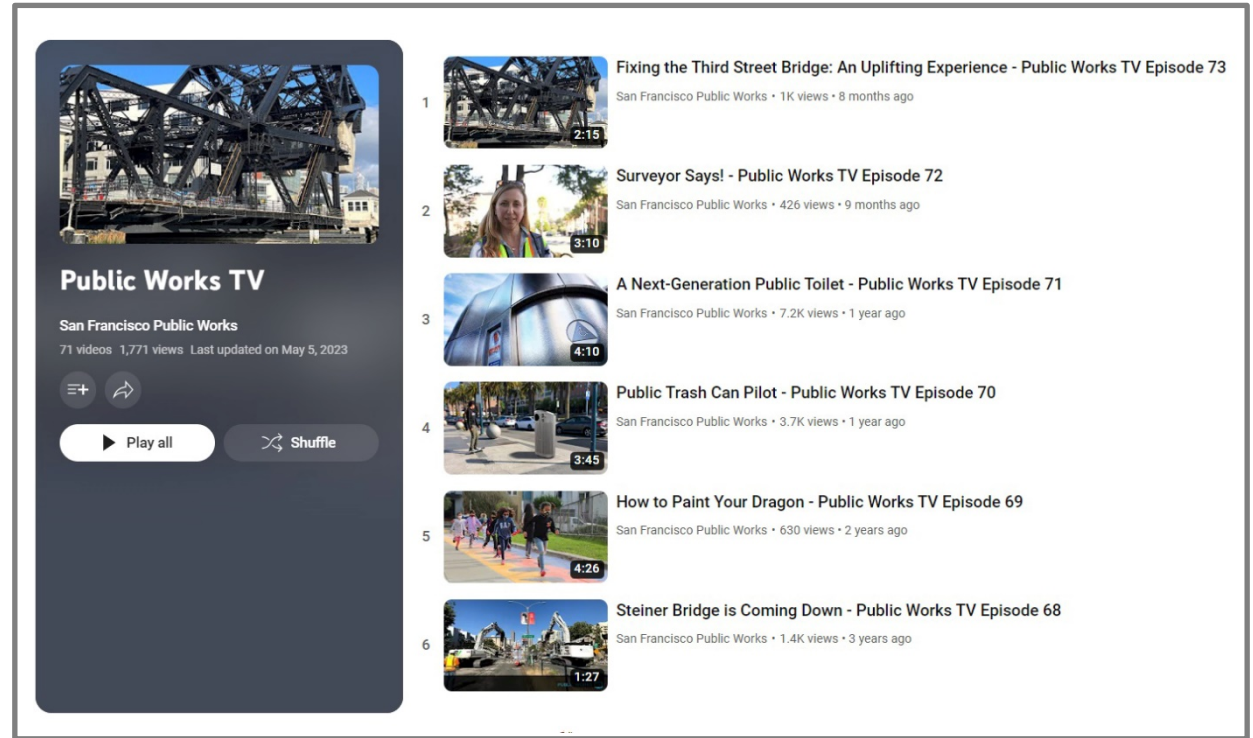 Public Works TV
San Francisco Public Works
71 videos 1,771 views Last updated on May 5, 2023
Play all
Shuffle
1
2:15
Fixing the Third Street Bridge: An Uplifting Experience - Public Works TV Episode 73
San Francisco Public Works • 1K views • 8 months ago
2
3:10
Surveyor Says! - Public Works TV Episode 72
San Francisco Public Works • 426 views • 9 months ago
3
4:10
A Next-Generation Public Toilet - Public Works TV Episode 71
San Francisco Public Works • 7.2K views • 1 year ago
4
3:45
Public Trash Can Pilot - Public Works TV Episode 70
San Francisco Public Works • 3.7K views • 1 year ago
5
4:26
How to Paint Your Dragon - Public Works TV Episode 69
San Francisco Public Works • 630 views • 2 years ago
6
1:27
Steiner Bridge is Coming Down - Public Works TV Episode 68
San Francisco Public Works • 1.4K views • 3 years ago